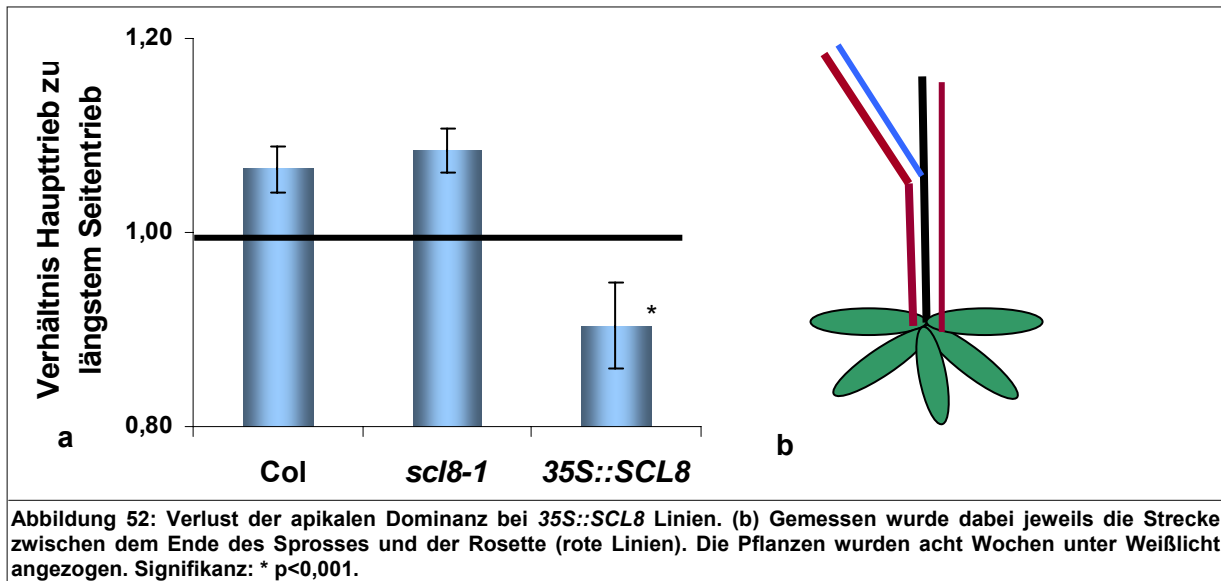 Verhältnis Haupttrieb zu
längstem Seitentrieb
1,20
1,00
0,80
a
Col
scl8-1
35S::SCL8
*
b
Abbildung 52: Verlust der apikalen Dominanz bei 35S::SCL8 Linien. (b) Gemessen wurde dabei jeweils die Strecke
zwischen dem Ende des Sprosses und der Rosette (rote Linien). Die Pflanzen wurden acht Wochen unter Weißlicht
angezogen. Signifikanz: * p<0,001.